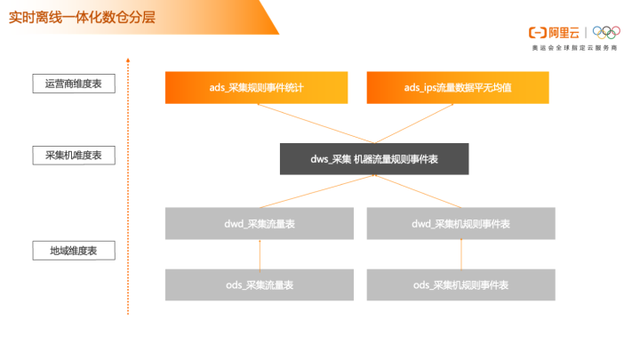 实时离线一体化数仓分层
阿里云
奥运会全球指定云服务商
运营商维度表
ads_采集规则事件统计
ads_ips流量数据平无均值
采集机唯度表
dws_采集 机器流量规则事件表
dwd_采集流量表
dwd_采集机规则事件表
地域维度表
ods_采集流量表
ods_采集机规则事件表